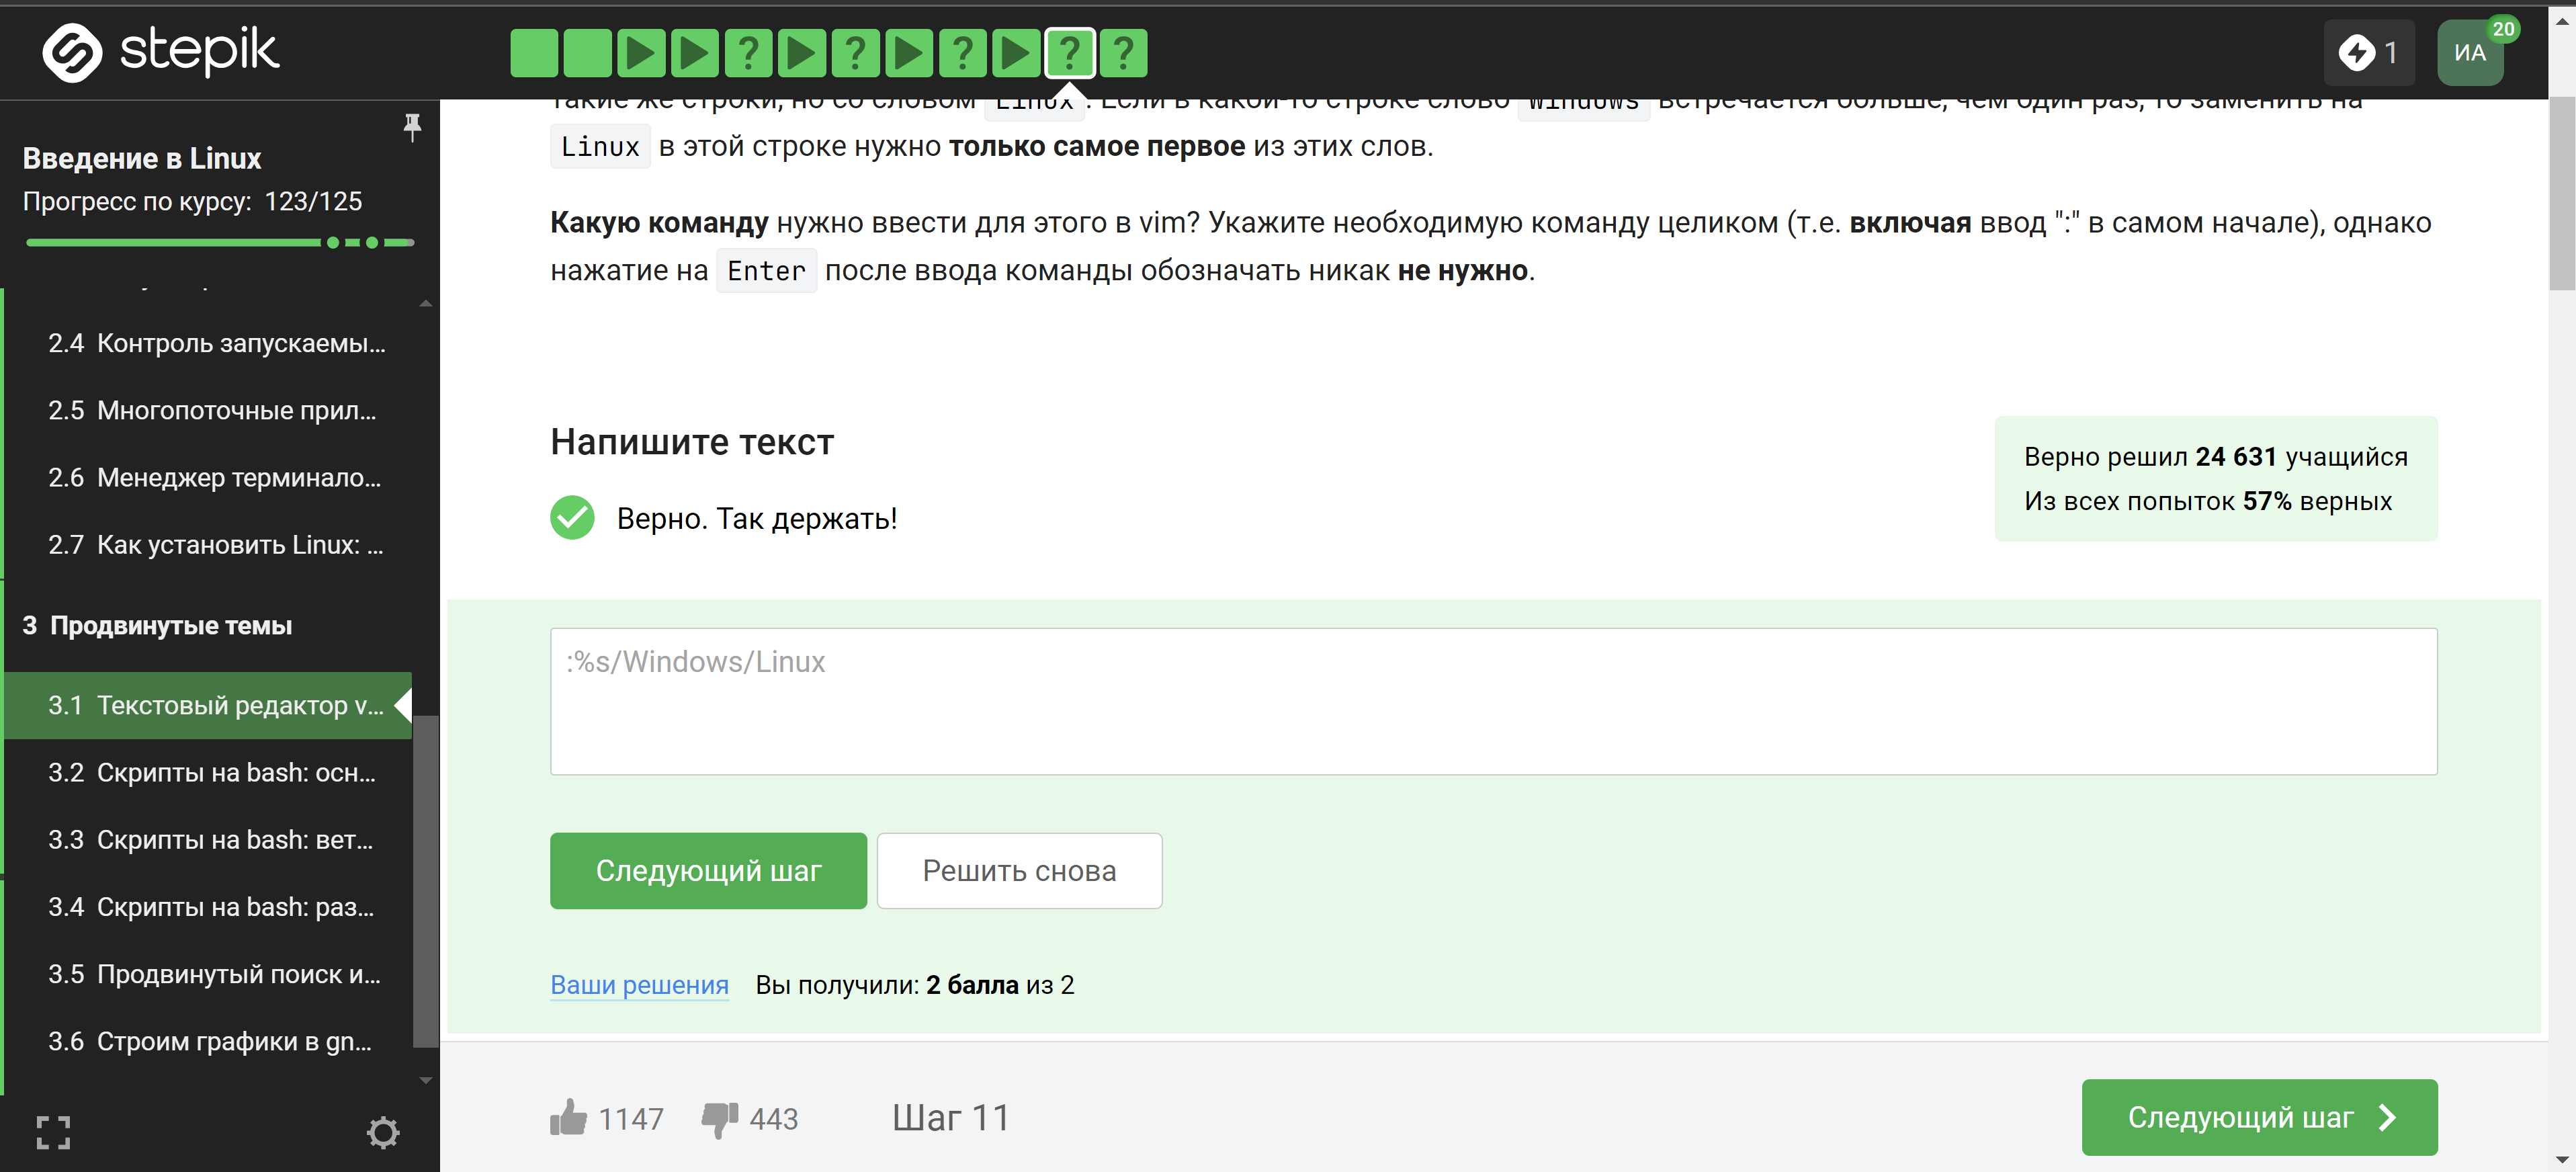 stepik
? ? ? ? ?
1
ИА
20
Введение в Linux
Прогресс по курсу: 123/125
2.4 Контроль запускаемы...
2.5 Многопоточные прил...
2.6 Менеджер терминало...
2.7 Как установить Linux: ...
3 Продвинутые темы
3.1 Текстовый редактор v...
3.2 Скрипты на bash: осн...
3.3 Скрипты на bash: вет...
3.4 Скрипты на bash: раз...
3.5 Продвинутый поиск и...
3.6 Строим графики в gn...
такие же строки, но со словом Linux . Если в какой-то строке слово Windows встречается больше, чем один раз, то заменить на
Linux в этой строке нужно только самое первое из этих слов.
Какую команду нужно ввести для этого в vim? Укажите необходимую команду целиком (т.е. включая ввод ":" в самом начале), однако
нажатие на Enter после ввода команды обозначать никак не нужно.
Напишите текст
Верно. Так держать!
Верно решил 24 631 учащийся
Из всех попыток 57% верных
:%s/Windows/Linux
Следующий шаг
Решить снова
Ваши решения Вы получили: 2 балла из 2
1147 443 Шаг 11
Следующий шаг